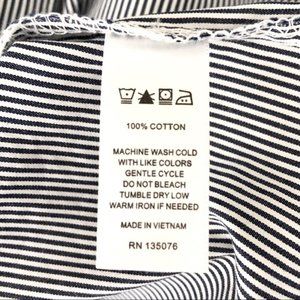 100% COTTON
MACHINE WASH COLD
WITH LIKE COLORS
GENTLE CYCLE
DO NOT BLEACH
TUMBLE DRY LOW
WARM IRON IF NEEDED
MADE IN VIETNAM
RN 135076